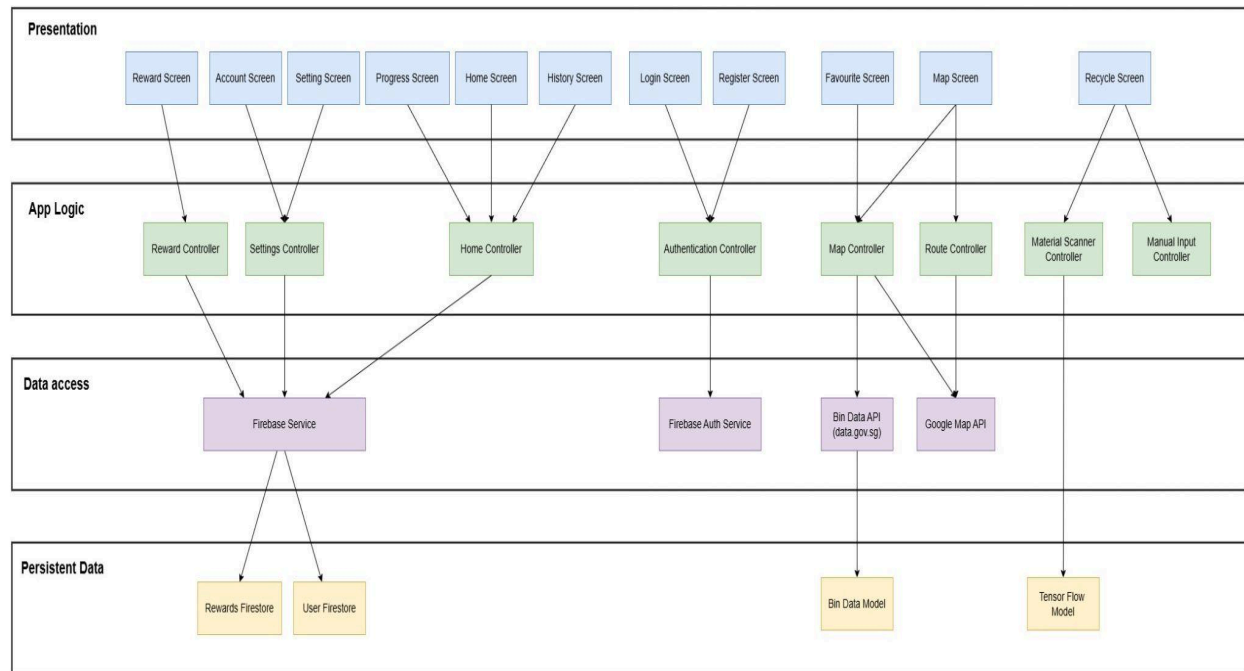 Presentation
Reward Screen
Account Screen
Setting Screen
Progress Screen
Home Screen
History Screen
Login Screen
Register Screen
Favourite Screen
Map Screen
Recycle Screen
App Logic
Reward Controller
Settings Controller
Home Controller
Authentication Controller
Map Controller
Route Controller
Material Scanner
Controller
Manual Input
Controller
Data access
Firebase Service
Firebase Auth Service
Bin Data API
(data.gov.sg)
Google Map API
Persistent Data
Rewards Firestore
User Firestore
Bin Data Model
Tensor Flow
Model